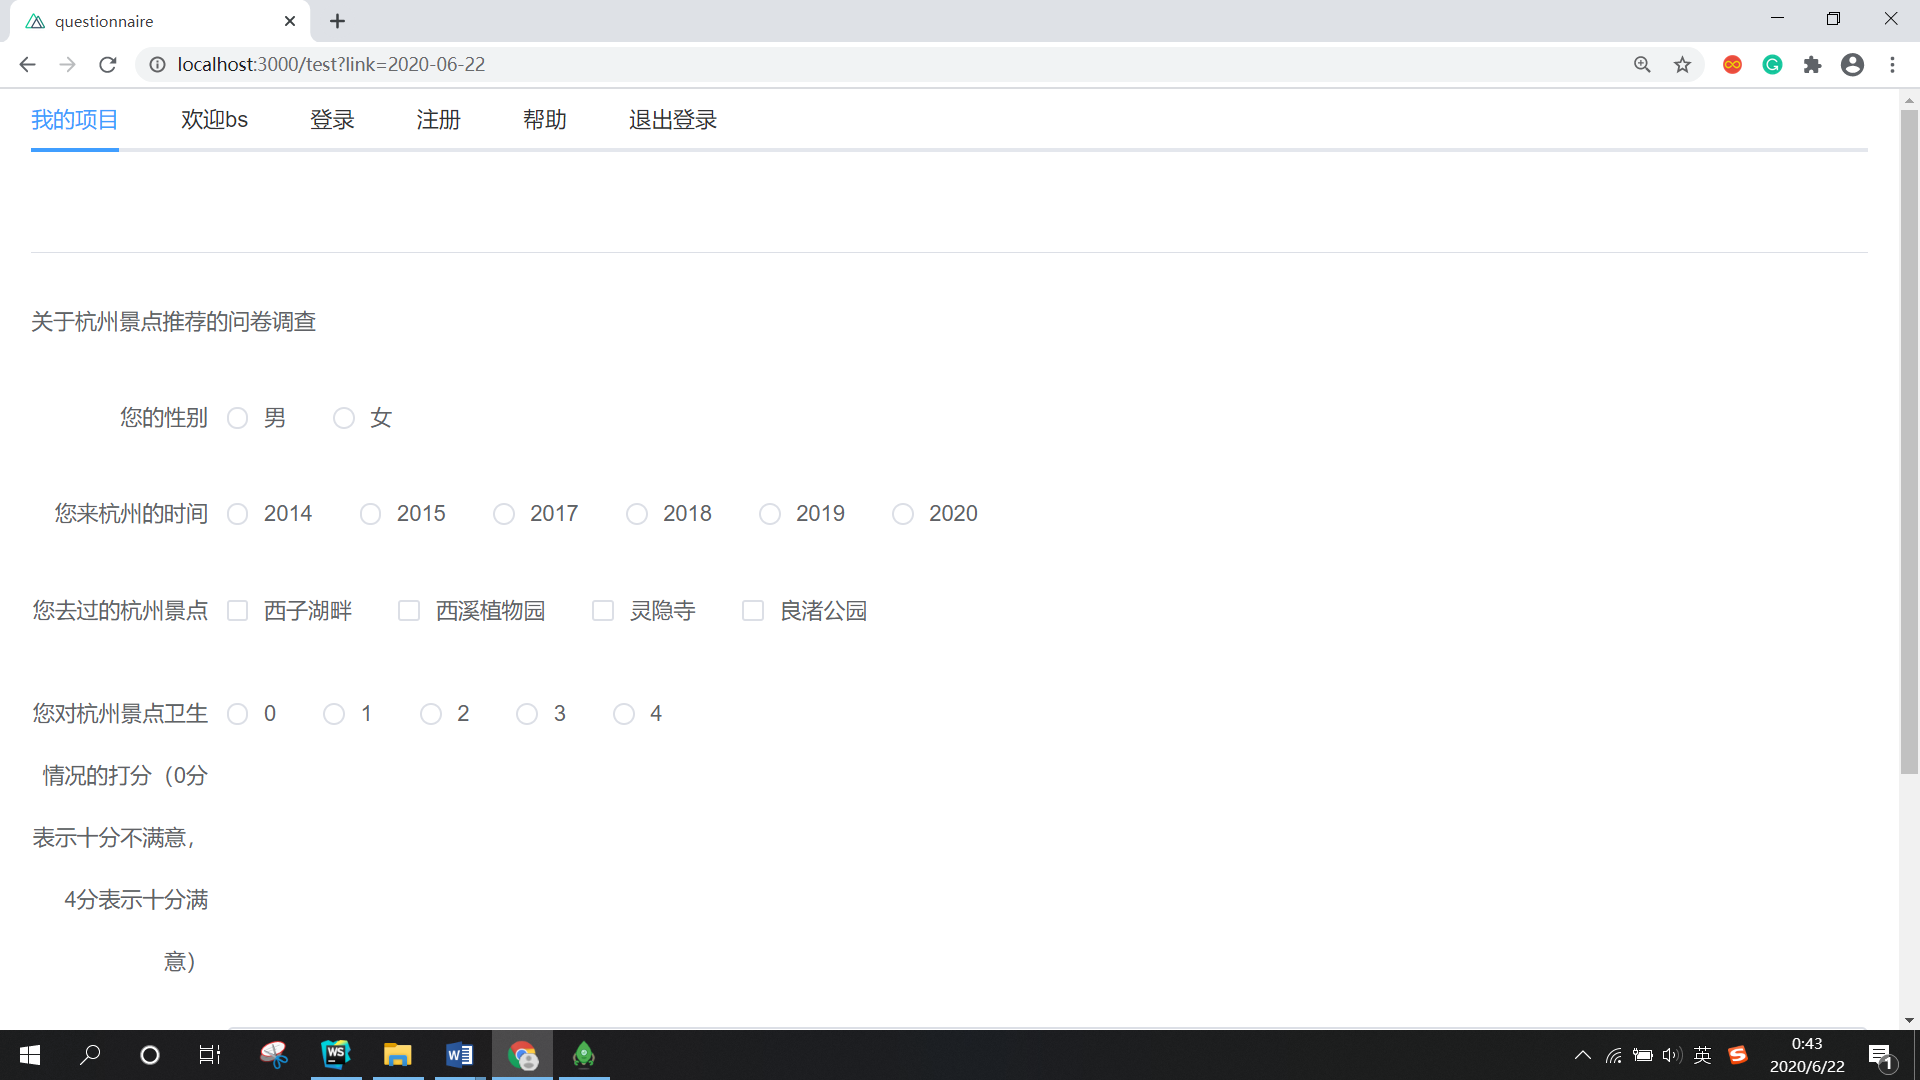 questionnaire
localhost:3000/test?link=2020-06-22
我的项目 欢迎bs 登录 注册 帮助 退出登录
关于杭州景点推荐的问卷调查
您的性别 男 女
您来杭州的时间 2014 2015 2017 2018 2019 2020
您去过的杭州景点 西子湖畔 西溪植物园 灵隐寺 良渚公园
您对杭州景点卫生 0 1 2 3 4
情况的打分（0分
表示十分不满意，
4分表示十分满
意）
WS W 英 S 0:43
2020/6/22 1